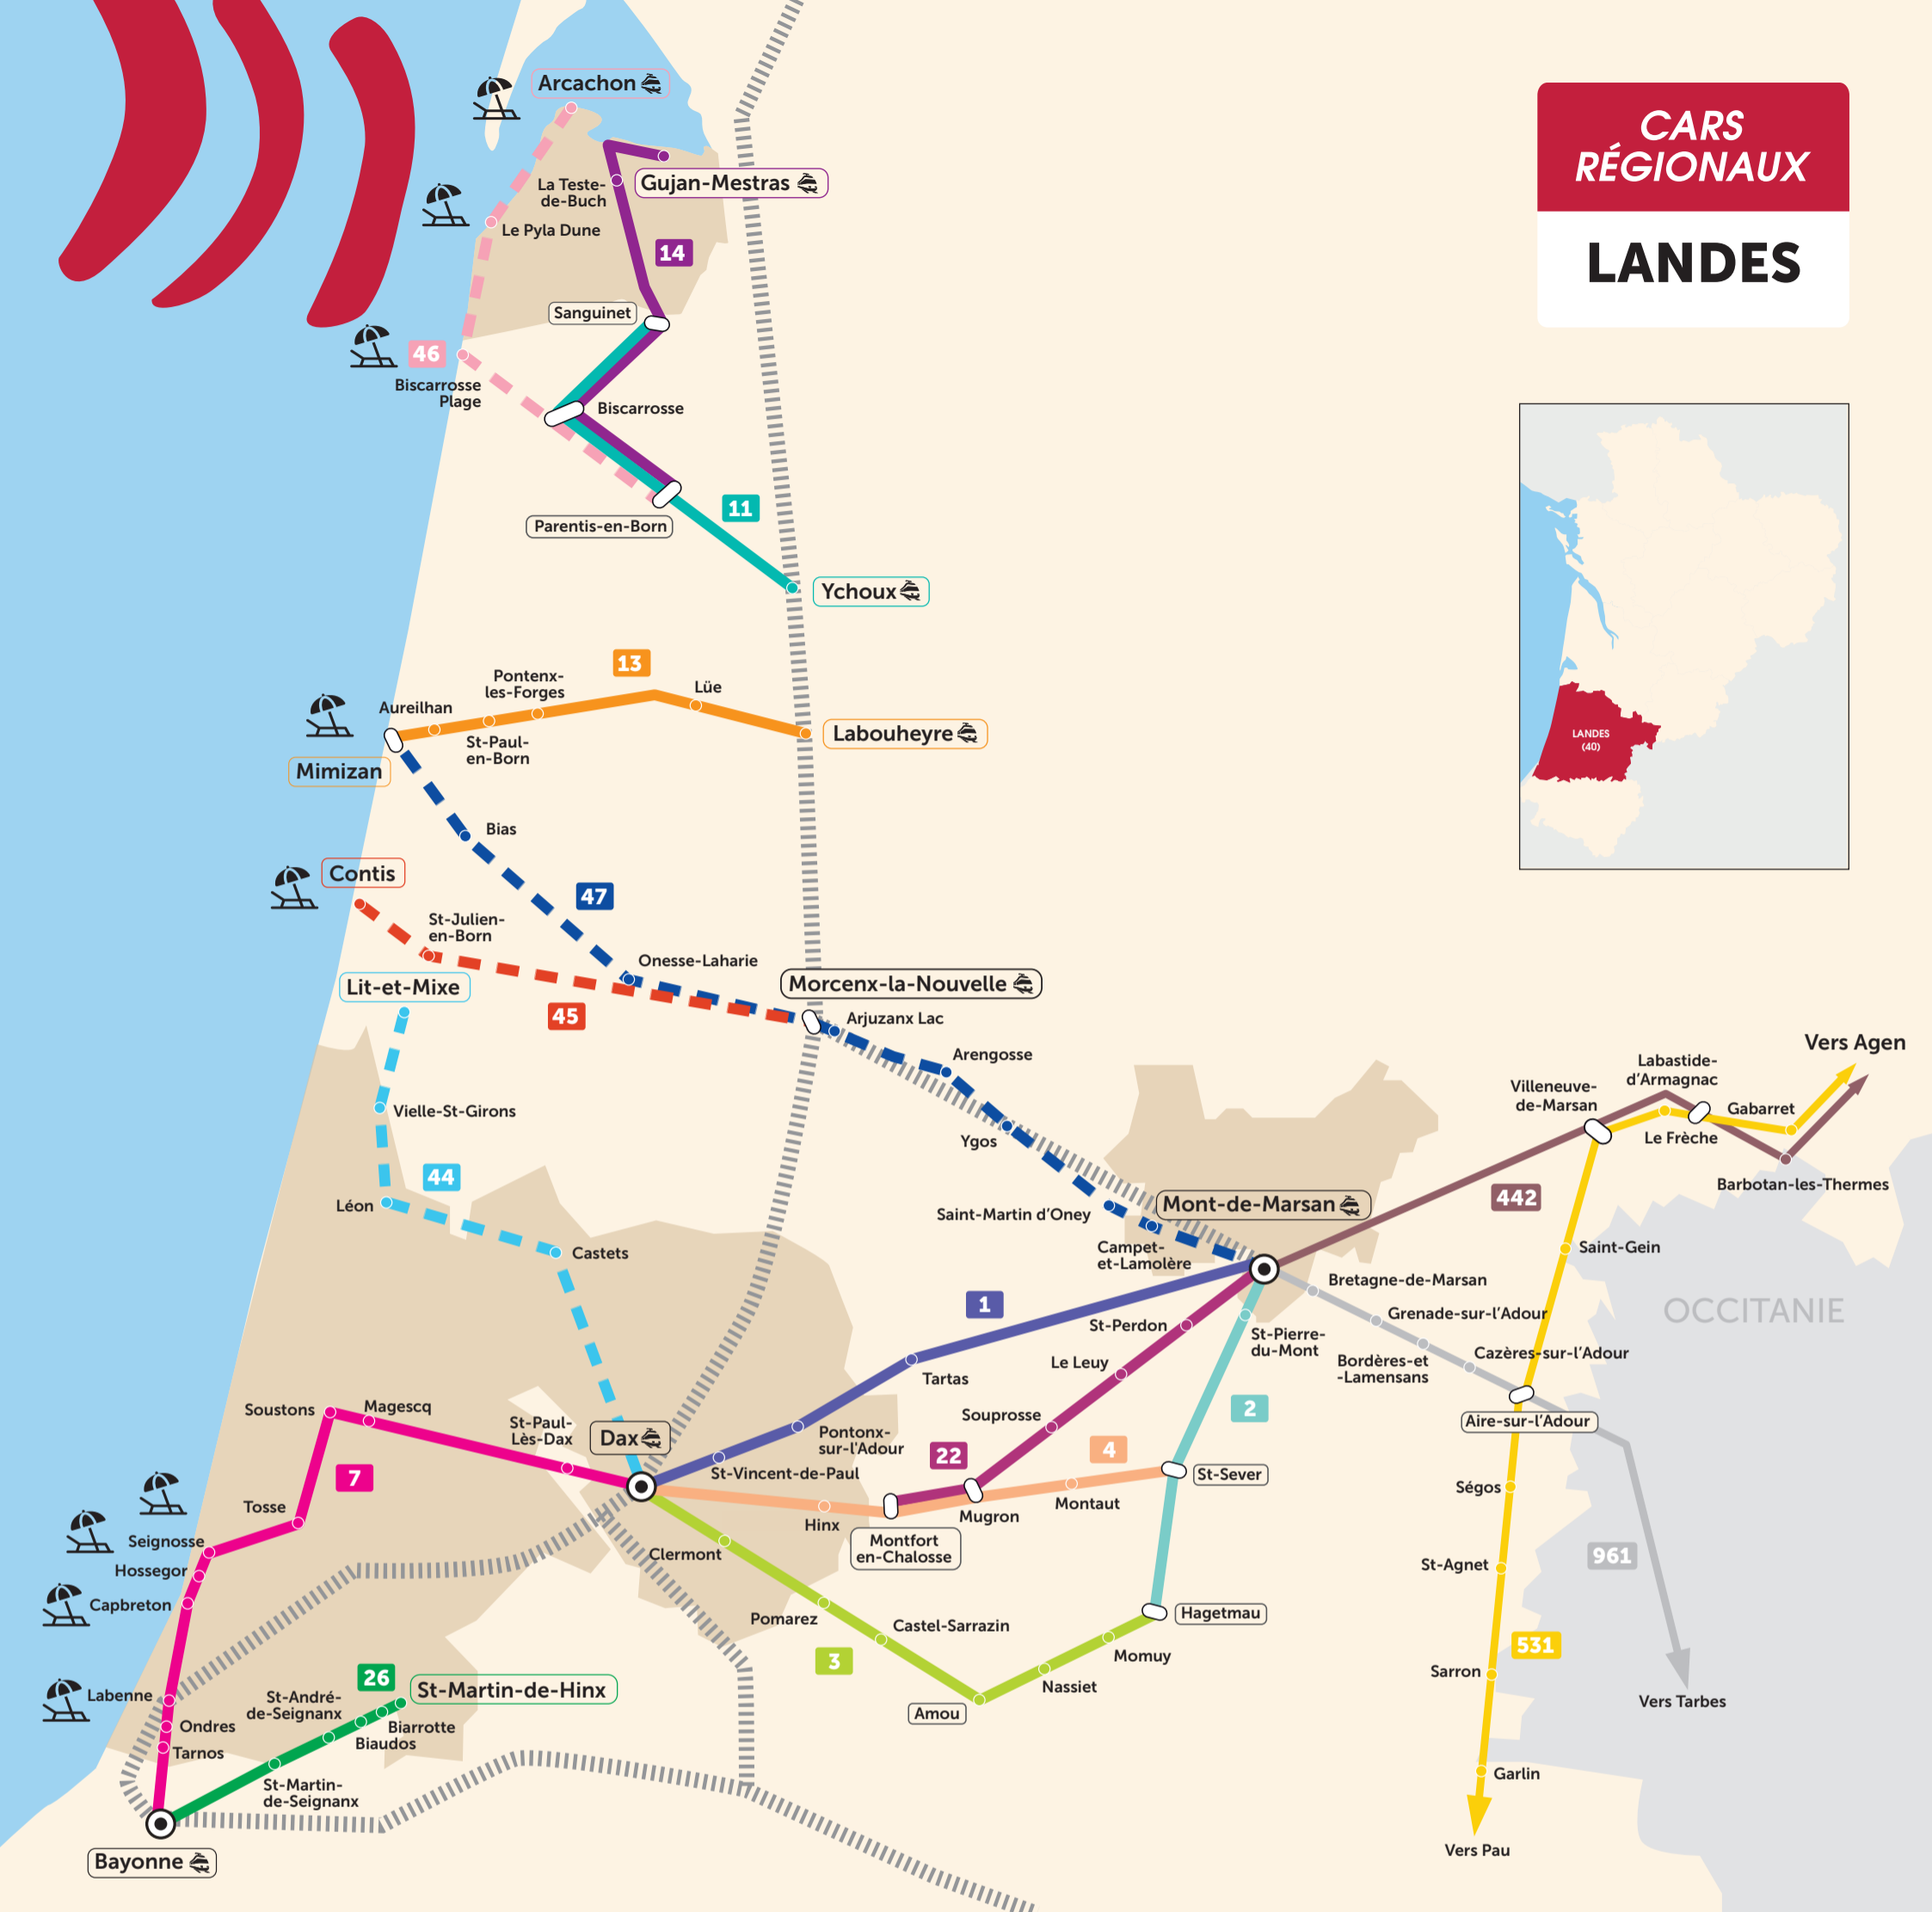 CARS
RÉGIONAUX
LANDES
Arcachon
La Teste-
de-Buch
Gujan-Mestras
Le Pyla Dune
14
Sanguinet
46
Biscarrosse
Plage
Biscarrosse
11
Parentis-en-Born
Ychoux
13
Pontenx-
les-Forges
Lüe
Aureilhan
St-Paul-
en-Born
Labouheyre
Mimizan
LANDES
(40)
Bias
Contis
47
St-Julien-
en-Born
Onesse-Laharie
Lit-et-Mixe
45
Morcenx-la-Nouvelle
Arjuzanx Lac
Arengosse
Ygos
Vielle-St-Girons
44
Léon
Castets
Saint-Martin d’Oney
Campet-
et-Lamolère
Mont-de-Marsan
Vers Agen
Labastide-
d’Armagnac
Villeneuve-
de-Marsan
Gabarret
Le Frèche
Barbotan-les-Thermes
442
Saint-Gein
OCCITANIE
Bretagne-de-Marsan
Grenade-sur-l’Adour
Cazères-sur-l’Adour
Bordères-et
-Lamensans
Aire-sur-l’Adour
1
St-Perdon
St-Pierre-
du-Mont
Le Leuy
Tartas
2
Souprosse
Soustons
Magescq
St-Paul-
Lès-Dax
Dax
Pontonx-
sur-l'Adour
22
4
St-Vincent-de-Paul
St-Sever
7
Tosse
Hinx
Montfort
en-Chalosse
Mugron
Montaut
Ségos
Seignosse
Hossegor
Capbreton
Clermont
961
St-Agnet
Pomarez
Castel-Sarrazin
Hagetmau
3
Momuy
Nassiet
Amou
531
Sarron
Vers Tarbes
Labenne
26
St-Martin-de-Hinx
St-André-
de-Seignanx
Ondres
Biarrotte
Biaudos
Tarnos
St-Martin-
de-Seignanx
Garlin
Bayonne
Vers Pau